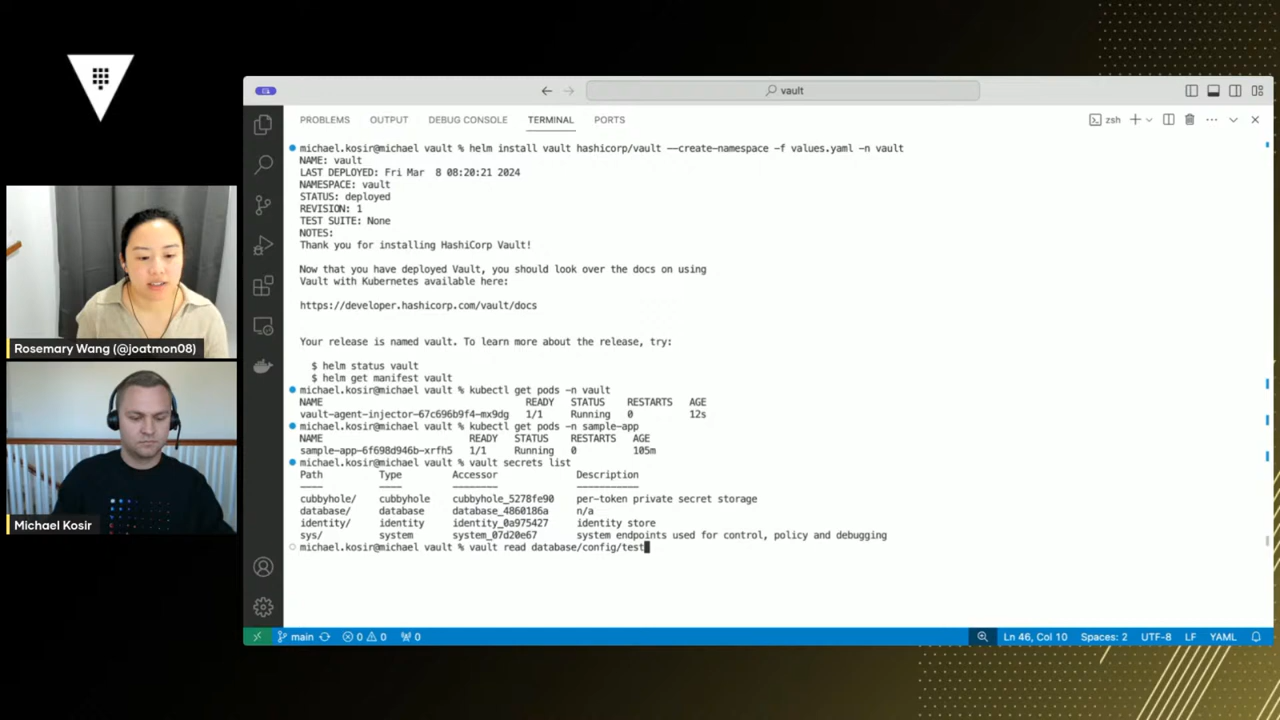 vault
PROBLEMS OUTPUT DEBUG CONSOLE TERMINAL PORTS zsh
michael.kosir@michael vault % helm install vault hashicorp/vault --create-namespace -f values.yaml -n vault
NAME: vault
LAST DEPLOYED: Fri Mar  8 08:20:21 2024
NAMESPACE: vault
STATUS: deployed
REVISION: 1
TEST SUITE: None
NOTES:
Thank you for installing HashiCorp Vault!
Now that you have deployed Vault, you should look over the docs on using
Vault with Kubernetes available here:
https://developer.hashicorp.com/vault/docs
Your release is named vault. To learn more about the release, try:
$ helm status vault
$ helm get manifest vault
michael.kosir@michael vault % kubectl get pods -n vault
NAME READY STATUS RESTARTS AGE
vault-agent-injector-67c696b9f4-mx9dg 1/1 Running 0 12s
michael.kosir@michael vault % kubectl get pods -n sample-app
NAME READY STATUS RESTARTS AGE
sample-app-6f698d946b-xrfh5 1/1 Running 0 105m
michael.kosir@michael vault % vault secrets list
Path Type Accessor Description
---- ---- -------- -----------
cubbyhole/ cubbyhole cubbyhole_5278fe90 per-token private secret storage
database/ database database_4860186a n/a
identity/ identity identity_0a975427 identity store
sys/ system system_07d20e67 system endpoints used for control, policy and debugging
michael.kosir@michael vault % vault read database/config/test
Rosemary Wang (@joatmon08)
Michael Kosir
main 0 0 0 Ln 46, Col 10 Spaces: 2 UTF-8 LF YAML